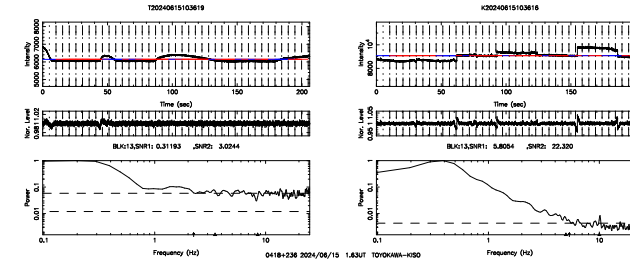 T20240615103619
K20240615103616
Intensity
5000 6000 7000 8000
0 50 100 150 200
Time (sec)
Intensity
8000 10⁴
0 50 100 150
Time (sec)
Nor. Level
0.98 1 1.02
Nor. Level
0.95 1 1.05
BLK:13,SNR1: 0.31193 ,SNR2: 3.0244
BLK:13,SNR1: 5.8054 ,SNR2: 22.320
Power
1
0.1
0.01
0.1 1 10
Frequency (Hz)
Power
1
0.1
0.01
0.1 1 10
Frequency (Hz)
0418+236 2024/06/15 1.63UT TOYOKAWA-KISO